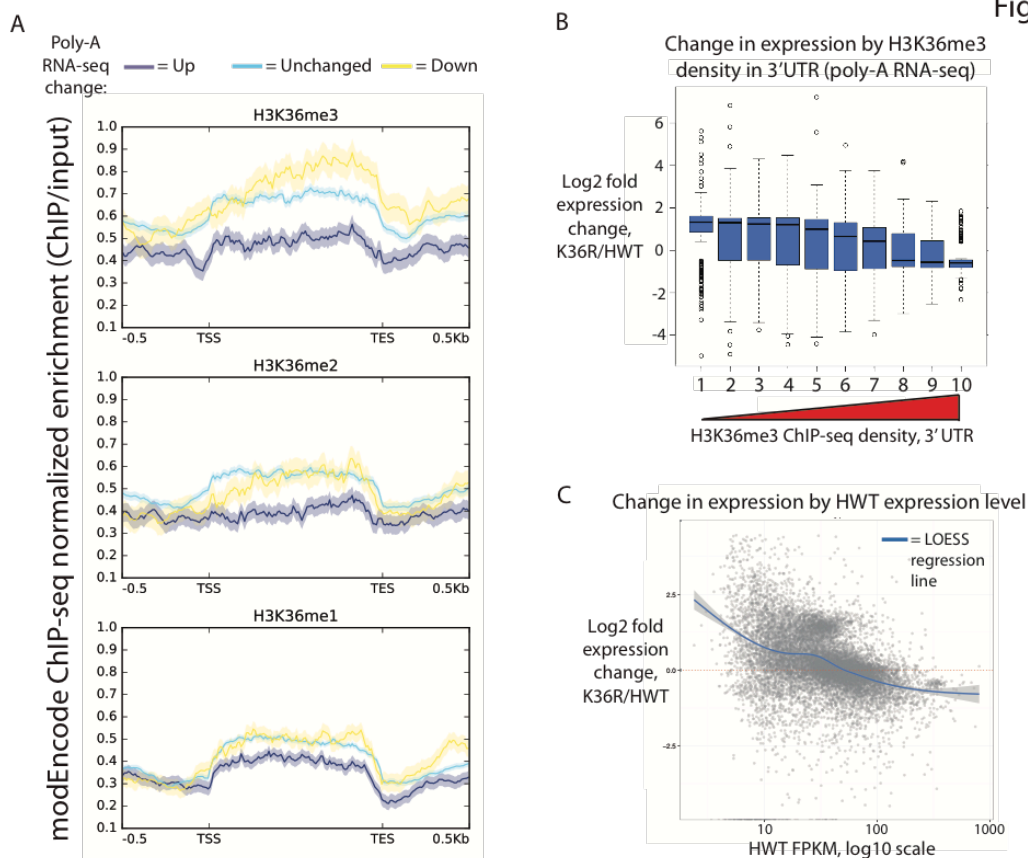 Fig
A
Poly-A
RNA-seq
change:
= Up
= Unchanged
= Down
modEncode ChIP-seq normalized enrichment (ChIP/input)
H3K36me3
1.0
0.9
0.8
0.7
0.6
0.5
0.4
0.3
0.2
0.1
-0.5
TSS
TES
0.5Kb
H3K36me2
1.0
0.9
0.8
0.7
0.6
0.5
0.4
0.3
0.2
0.1
-0.5
TSS
TES
0.5Kb
H3K36me1
1.0
0.9
0.8
0.7
0.6
0.5
0.4
0.3
0.2
0.1
-0.5
TSS
TES
0.5Kb
B
Change in expression by H3K36me3
density in 3’UTR (poly-A RNA-seq)
Log2 fold
expression
change,
K36R/HWT
6
4
2
0
-2
-4
1 2 3 4 5 6 7 8 9 10
H3K36me3 ChIP-seq density, 3’ UTR
C
Change in expression by HWT expression level
= LOESS
regression
line
Log2 fold
expression
change,
K36R/HWT
2.5
0.0
-2.5
10 100 1000
HWT FPKM, log10 scale